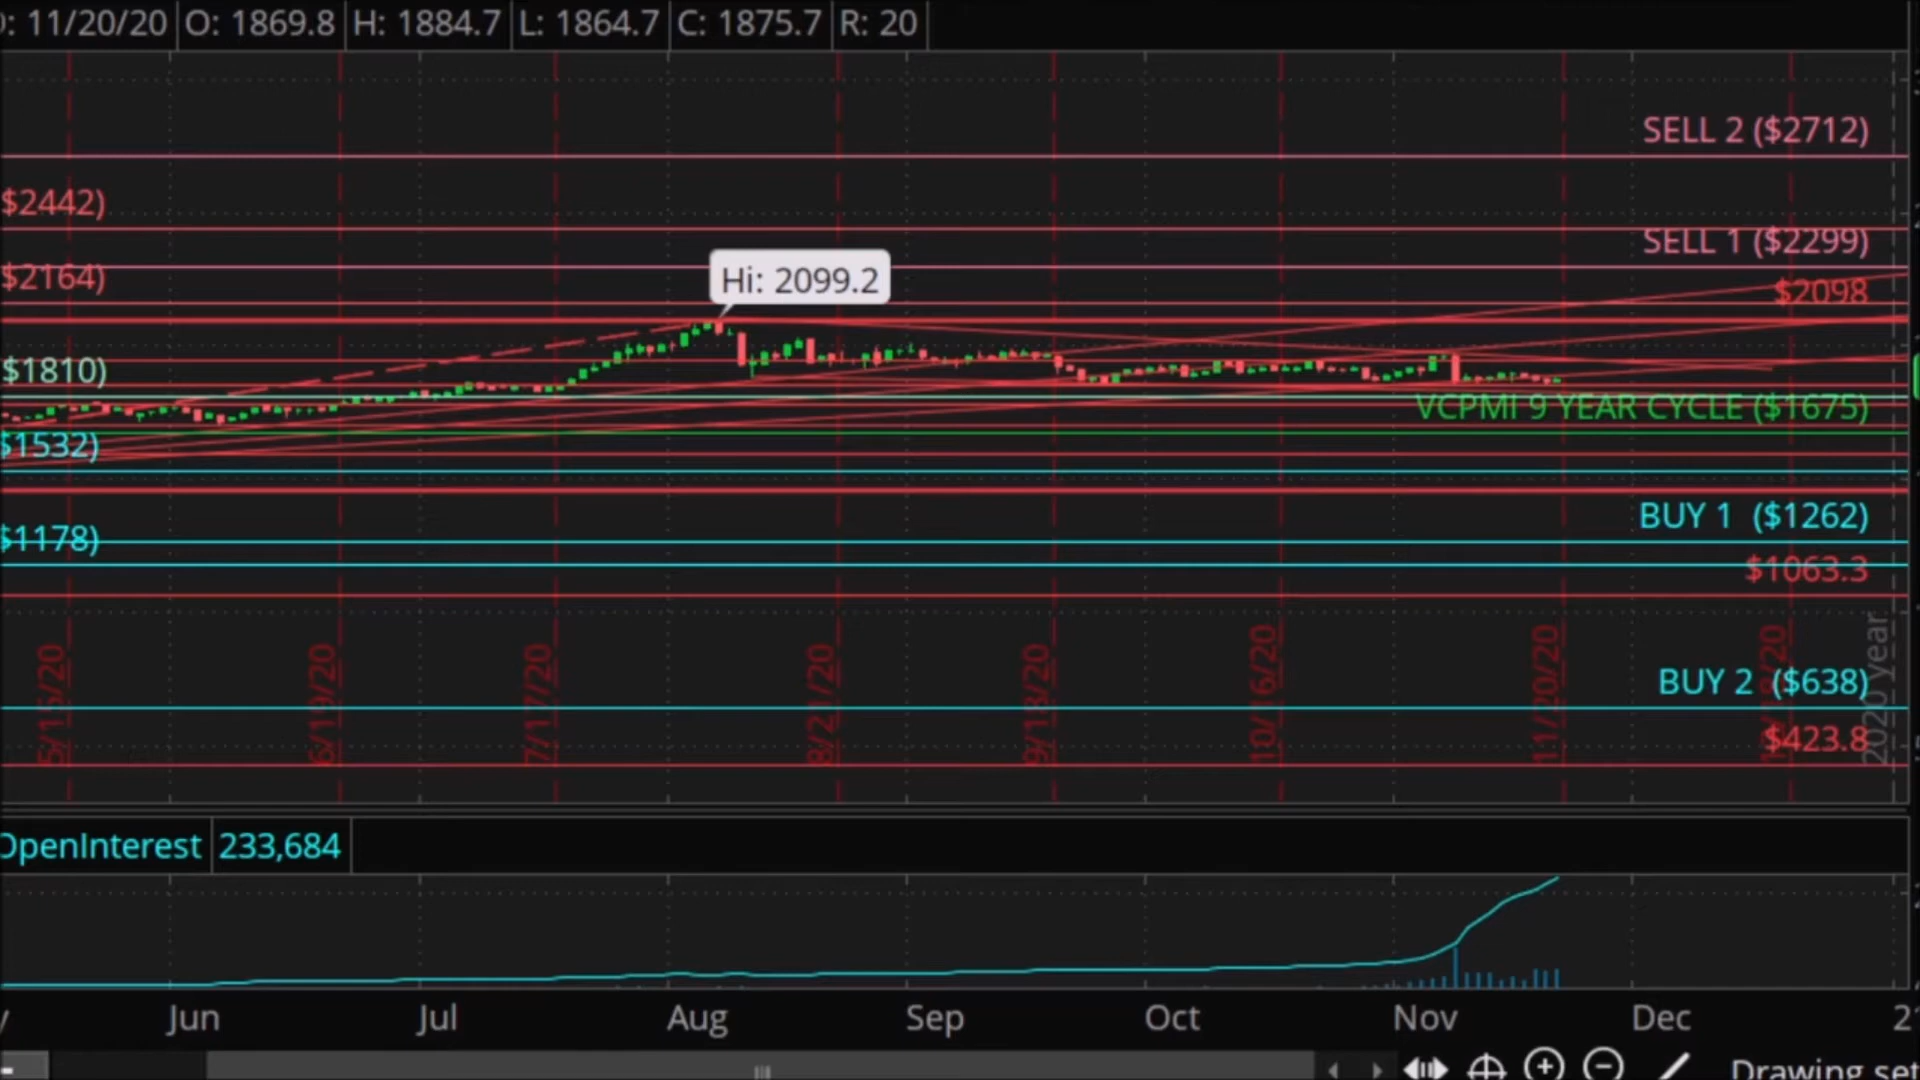 : 11/20/20 O: 1869.8 H: 1884.7 L: 1864.7 C: 1875.7 R: 20
SELL 2 ($2712)
$2442)
SELL 1 ($2299)
$2164)
Hi: 2099.2
$2098
$1810)
VCPMI 9 YEAR CYCLE ($1675)
$1532)
BUY 1 ($1262)
$1178)
$1063.3
BUY 2 ($638)
$423.8
5/15/20
6/19/20
7/17/20
8/21/20
9/18/20
10/16/20
11/20/20
2020 year
OpenInterest 233,684
Jun Jul Aug Sep Oct Nov Dec
Drawing set